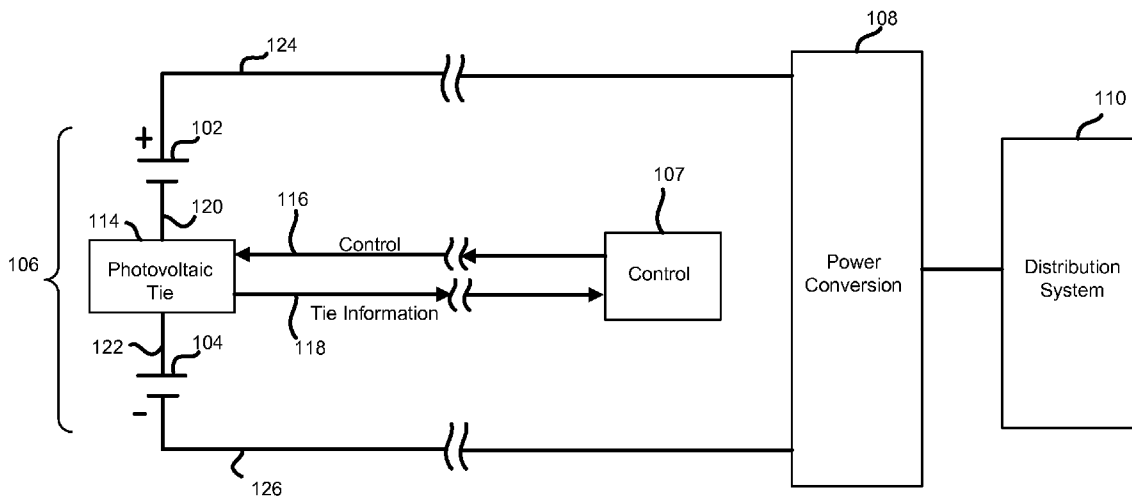 108
124
110
+
102
107
120
116
114
Control
106
Photovoltaic
Tie
Control
Power
Conversion
Distribution
System
Tie Information
118
122
104
-
126